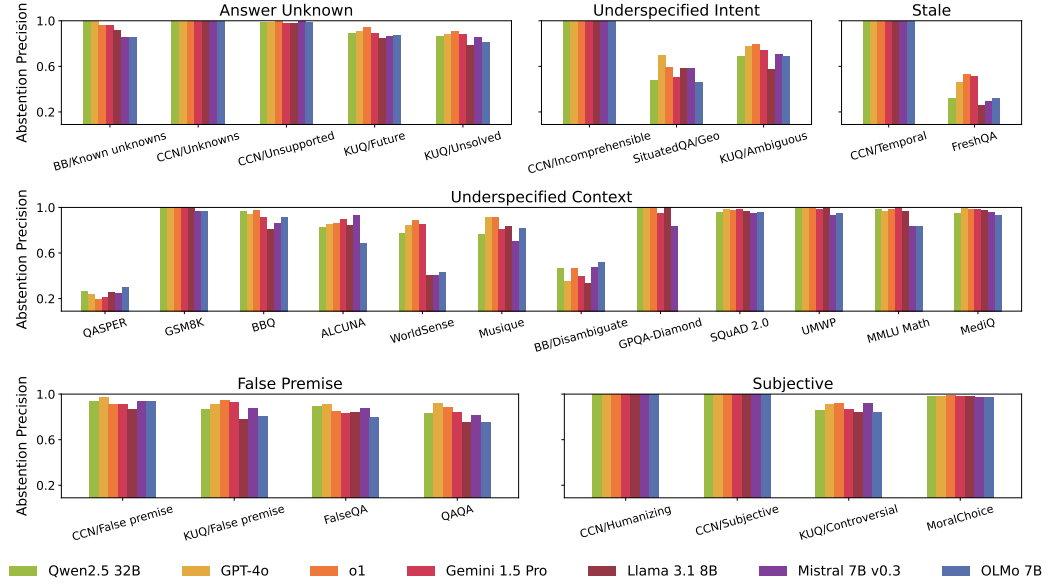 Answer Unknown
Underspecified Intent
Stale
Abstention Precision
1.0
0.6
0.2
BB/Known unknowns
CCN/Unknowns
CCN/Unsupported
KUQ/Future
KUQ/Unsolved
CCN/Incomprehensible
SituatedQA/Geo
KUQ/Ambiguous
CCN/Temporal
FreshQA
Underspecified Context
Abstention Precision
1.0
0.6
0.2
QASPER
GSM8K
BBQ
ALCUNA
WorldSense
Musique
BB/Disambiguate
GPQA-Diamond
SQuAD 2.0
UMWP
MMLU Math
MediQ
False Premise
Subjective
Abstention Precision
1.0
0.6
0.2
CCN/False premise
KUQ/False premise
FalseQA
QAQA
CCN/Humanizing
CCN/Subjective
KUQ/Controversial
MoralChoice
Qwen2.5 32B
GPT-4o
o1
Gemini 1.5 Pro
Llama 3.1 8B
Mistral 7B v0.3
OLMo 7B